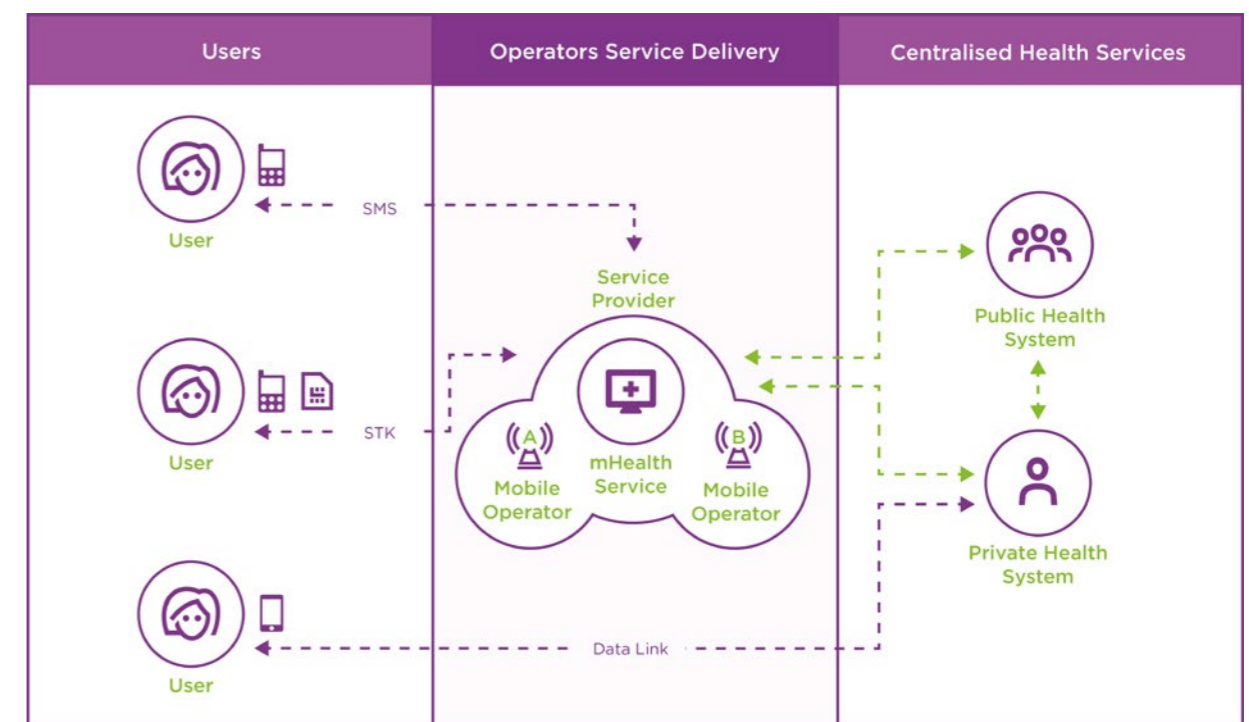 Users
Operators Service Delivery
Centralised Health Services
User
SMS
User
STK
User
Data Link
Service
Provider
A
Mobile
Operator
mHealth
Service
B
Mobile
Operator
Public Health
System
Private Health
System